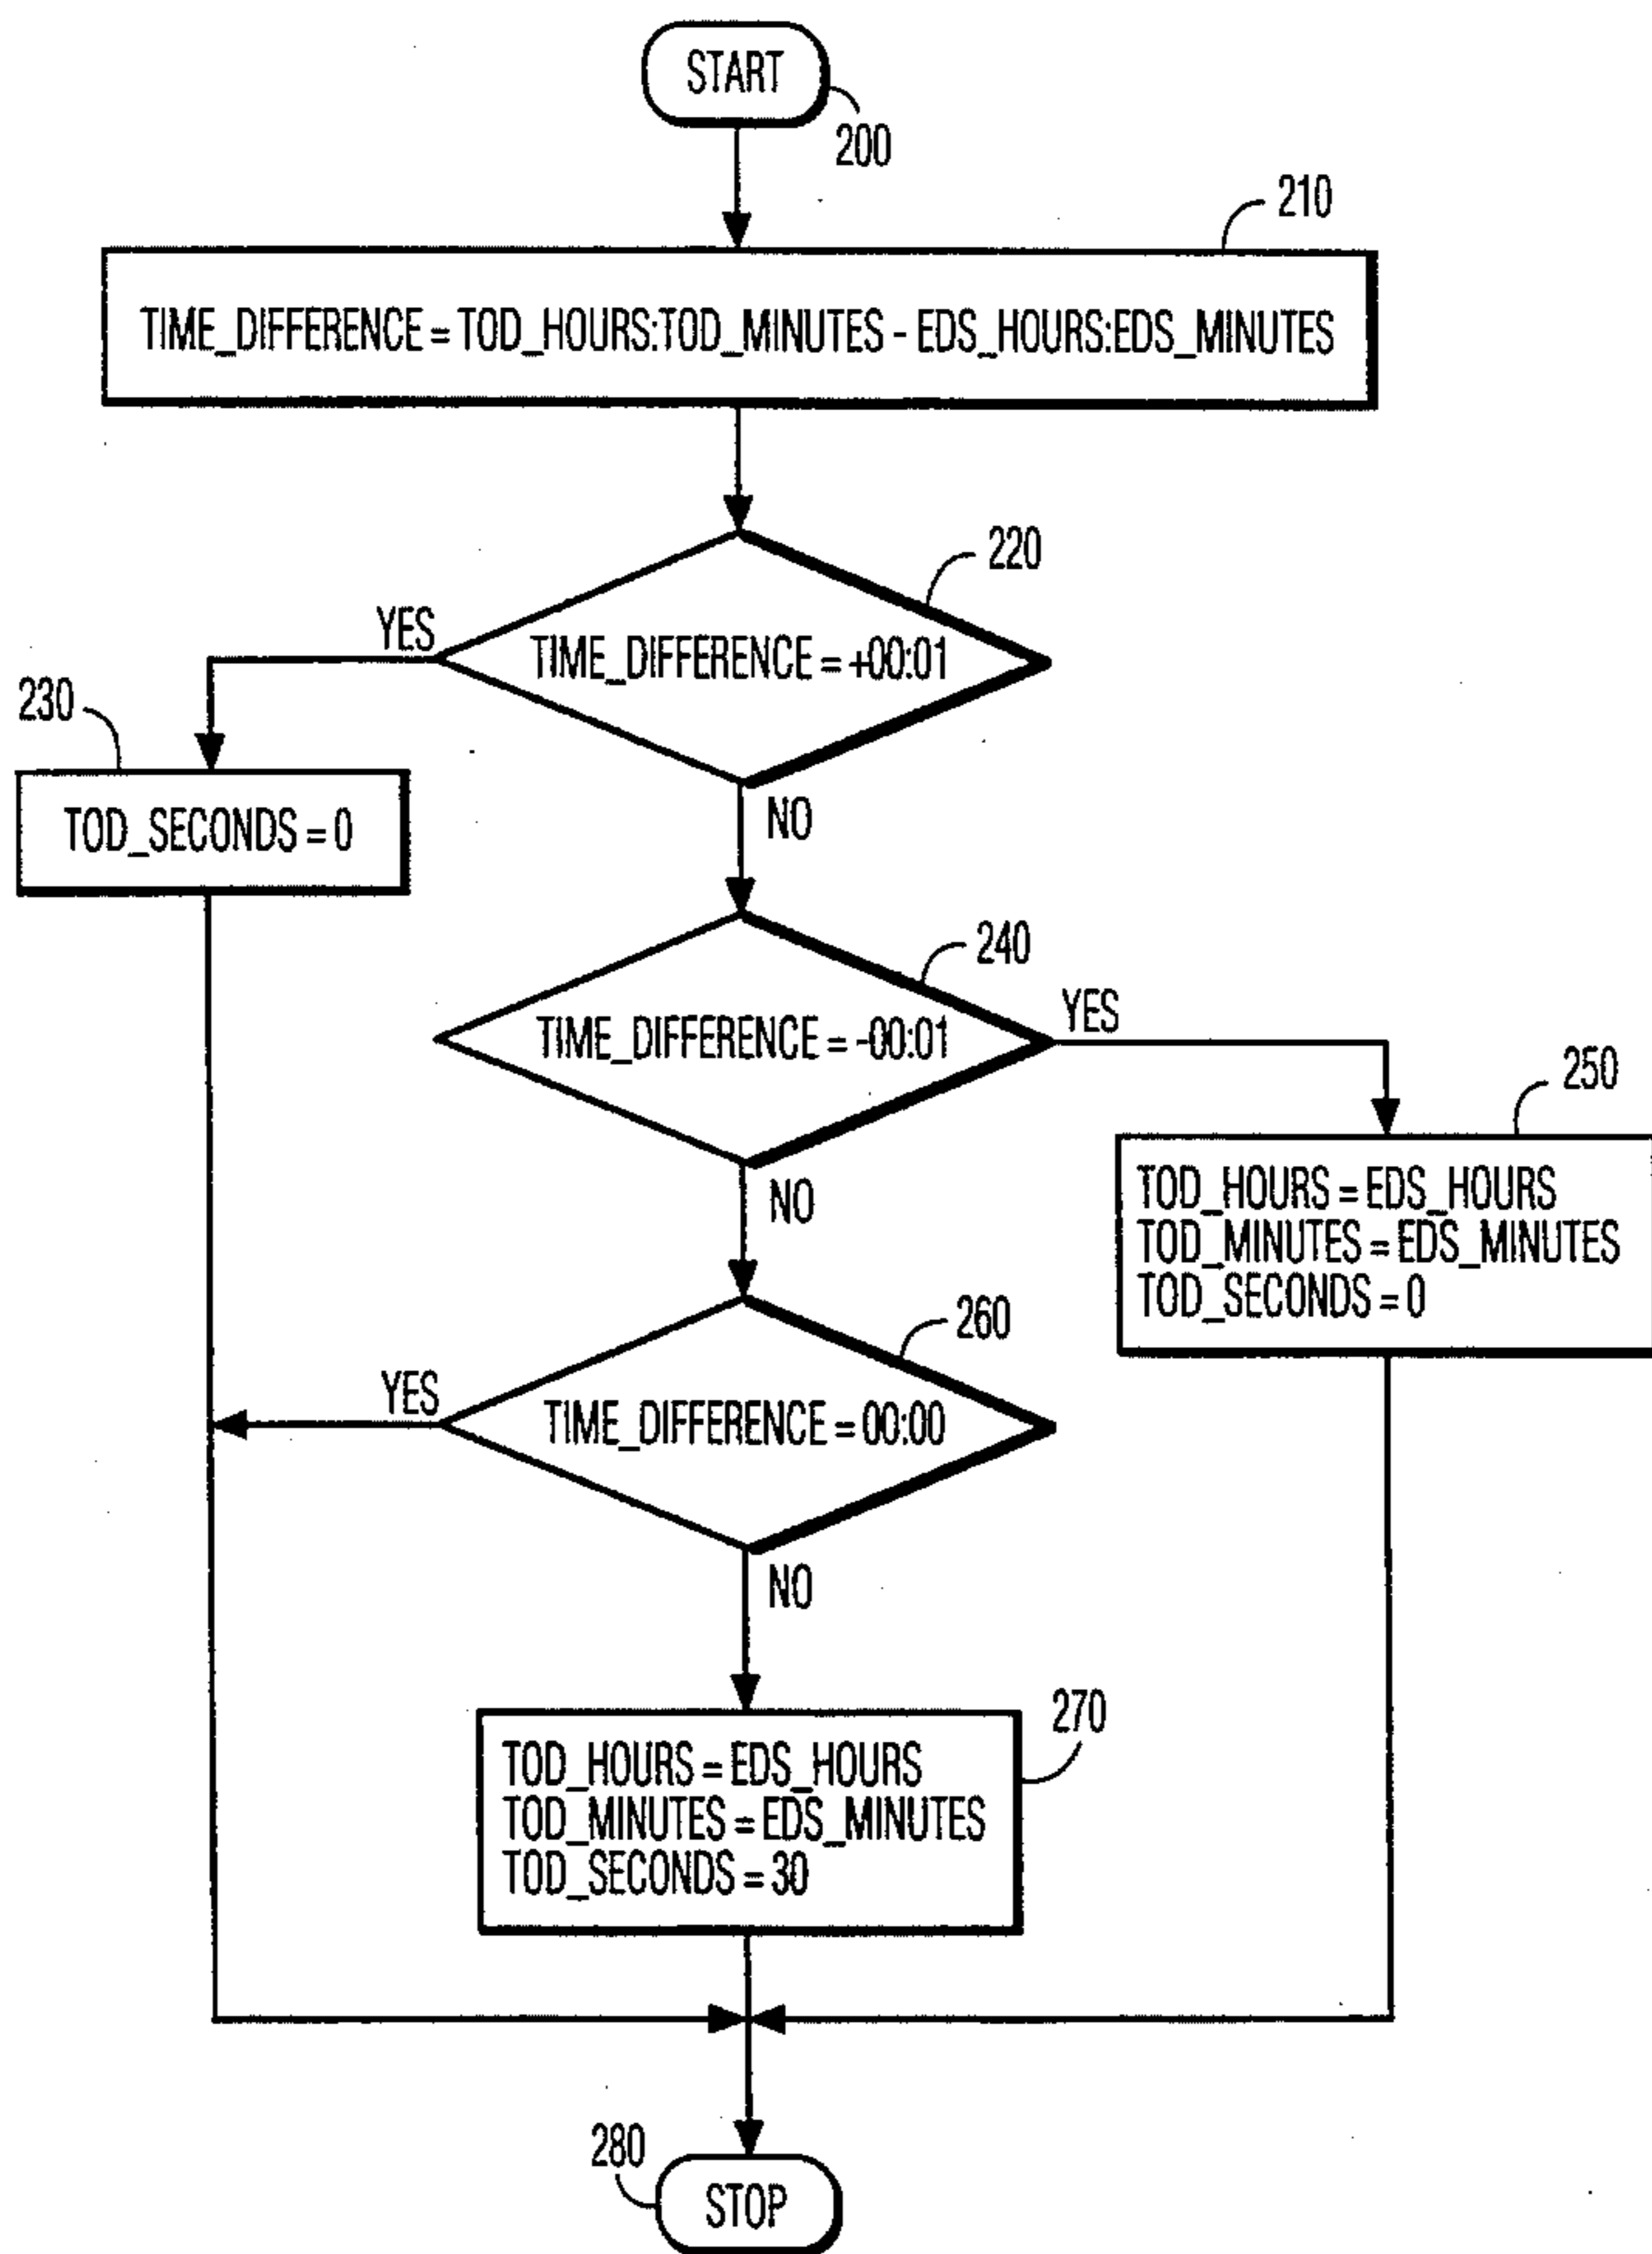 START
200
210
TIME_DIFFERENCE = TOD_HOURS:TOD_MINUTES - EDS_HOURS:EDS_MINUTES
220
YES
TIME_DIFFERENCE = +00:01
230
NO
TOD_SECONDS = 0
240
YES
TIME_DIFFERENCE = -00:01
250
NO
TOD_HOURS = EDS_HOURS
TOD_MINUTES = EDS_MINUTES
TOD_SECONDS = 0
260
YES
TIME_DIFFERENCE = 00:00
NO
270
TOD_HOURS = EDS_HOURS
TOD_MINUTES = EDS_MINUTES
TOD_SECONDS = 30
280
STOP